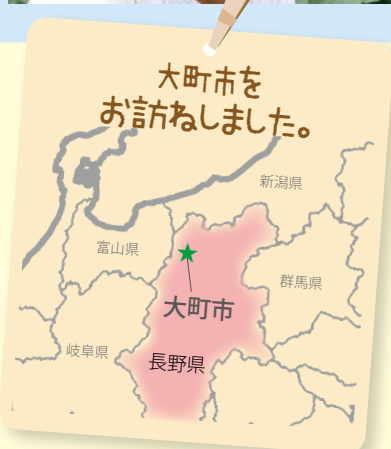 大町市を
お訪ねしました。
新潟県
富山県
群馬県
大町市
岐阜県
長野県